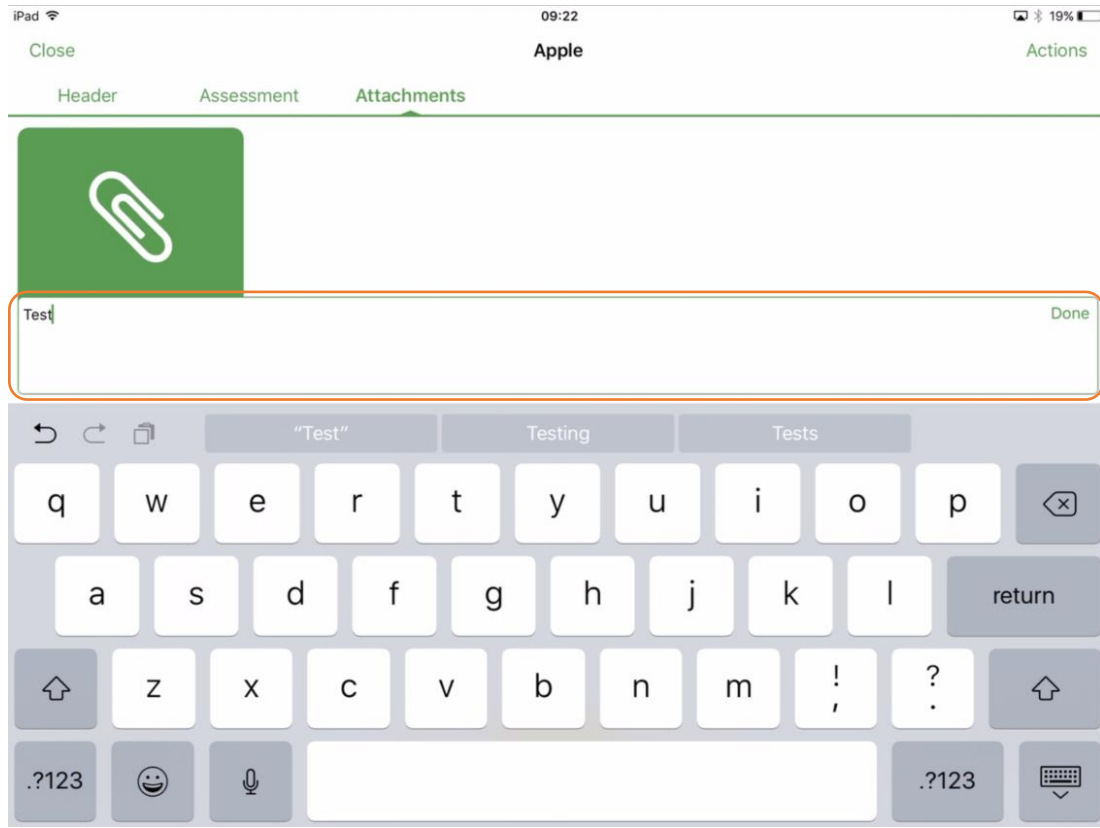 iPad 09:22 19%
Close Apple Actions
Header Assessment Attachments
Test Done
"Test" Testing Tests
q w e r t y u i o p
a s d f g h j k l return
z x c v b n m ! , ? .
.?123 .?123